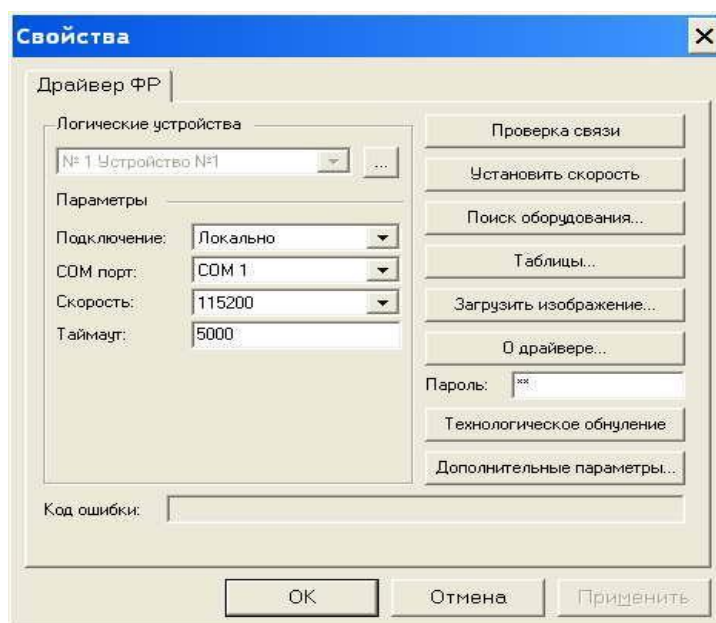 Свойства
Драйвер ФР
Логические устройства
№ 1 Устройство №1
...
Параметры
Подключение: Локально
COM порт: COM 1
Скорость: 115200
Таймаут: 5000
Проверка связи
Установить скорость
Поиск оборудования...
Таблицы...
Загрузить изображение...
О драйвере...
Пароль: **
Технологическое обнуление
Дополнительные параметры...
Код ошибки:
OK
Отмена
Применить